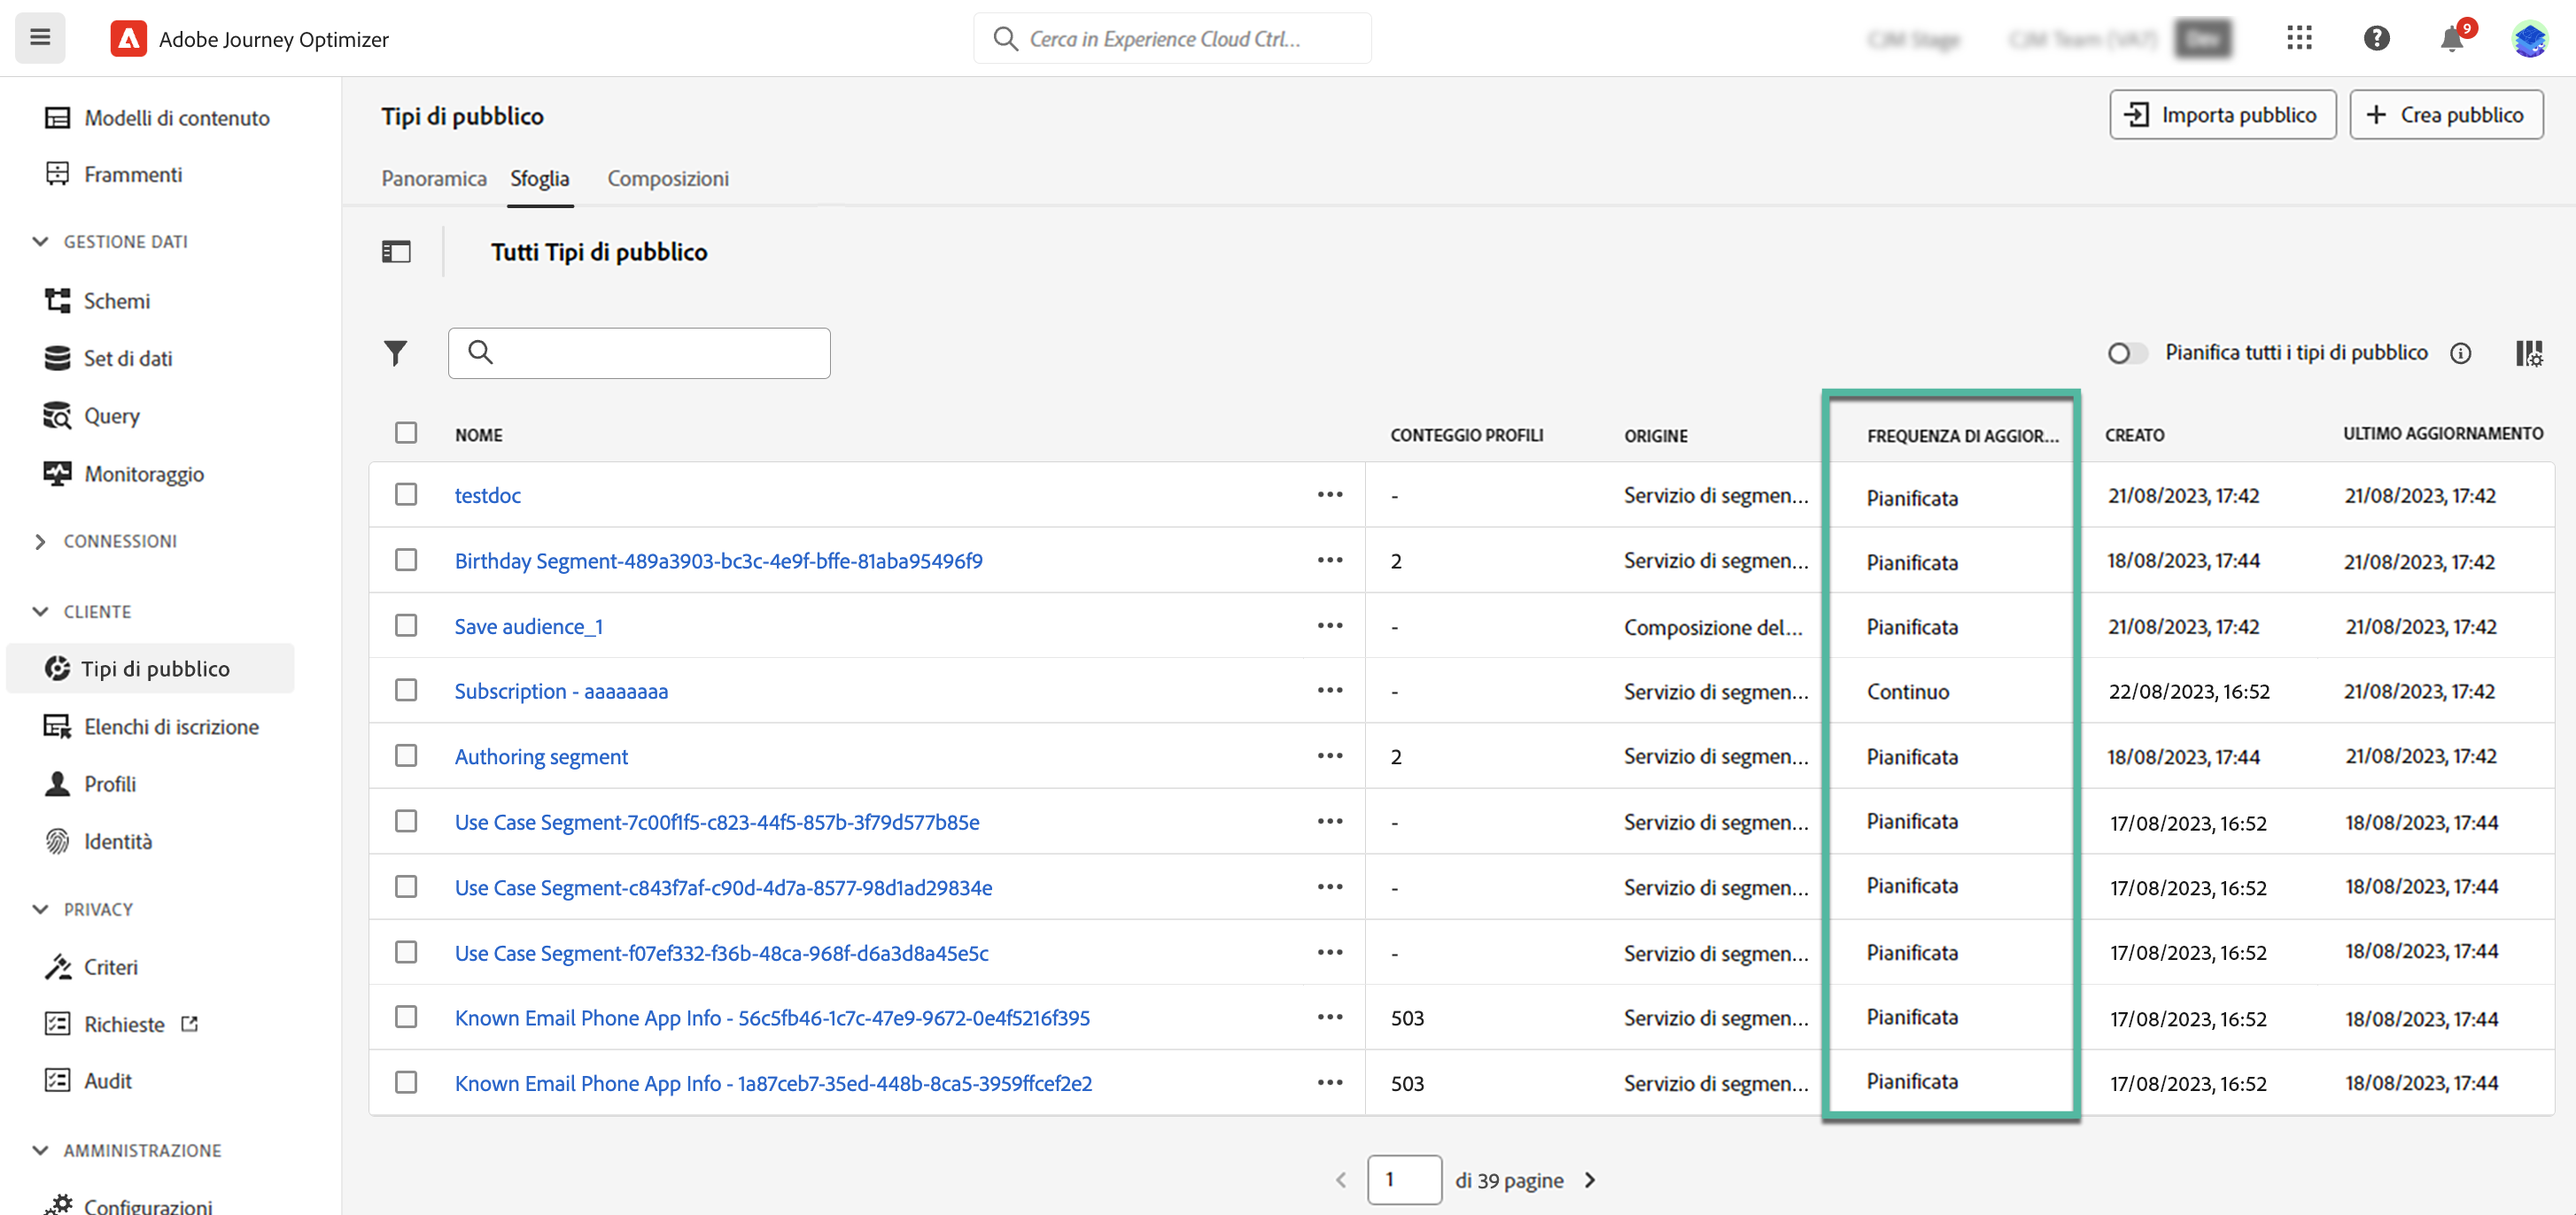 Adobe Journey Optimizer
Cerca in Experience Cloud Ctrl...
9
Modelli di contenuto
Frammenti
GESTIONE DATI
Schemi
Set di dati
Query
Monitoraggio
CONNESSIONI
CLIENTE
Tipi di pubblico
Elenchi di iscrizione
Profili
Identità
PRIVACY
Criteri
Richieste
Audit
AMMINISTRAZIONE
Configurazioni
Tipi di pubblico
Importa pubblico
Crea pubblico
Panoramica Sfoglia Composizioni
Tutti Tipi di pubblico
Pianifica tutti i tipi di pubblico
NOME CONTEGGIO PROFILI ORIGINE FREQUENZA DI AGGIOR... CREATO ULTIMO AGGIORNAMENTO
testdoc - Servizio di segmen... Pianificata 21/08/2023, 17:42 21/08/2023, 17:42
Birthday Segment-489a3903-bc3c-4e9f-bffe-81aba95496f9 2 Servizio di segmen... Pianificata 18/08/2023, 17:44 21/08/2023, 17:42
Save audience_1 - Composizione del... Pianificata 21/08/2023, 17:42 21/08/2023, 17:42
Subscription - aaaaaaaa - Servizio di segmen... Continuo 22/08/2023, 16:52 21/08/2023, 17:42
Authoring segment 2 Servizio di segmen... Pianificata 18/08/2023, 17:44 21/08/2023, 17:42
Use Case Segment-7c00f1f5-c823-44f5-857b-3f79d577b85e - Servizio di segmen... Pianificata 17/08/2023, 16:52 18/08/2023, 17:44
Use Case Segment-c843f7af-c90d-4d7a-8577-98d1ad29834e - Servizio di segmen... Pianificata 17/08/2023, 16:52 18/08/2023, 17:44
Use Case Segment-f07ef332-f36b-48ca-968f-d6a3d8a45e5c - Servizio di segmen... Pianificata 17/08/2023, 16:52 18/08/2023, 17:44
Known Email Phone App Info - 56c5fb46-1c7c-47e9-9672-0e4f5216f395 503 Servizio di segmen... Pianificata 17/08/2023, 16:52 18/08/2023, 17:44
Known Email Phone App Info - 1a87ceb7-35ed-448b-8ca5-3959ffcef2e2 503 Servizio di segmen... Pianificata 17/08/2023, 16:52 18/08/2023, 17:44
1 di 39 pagine